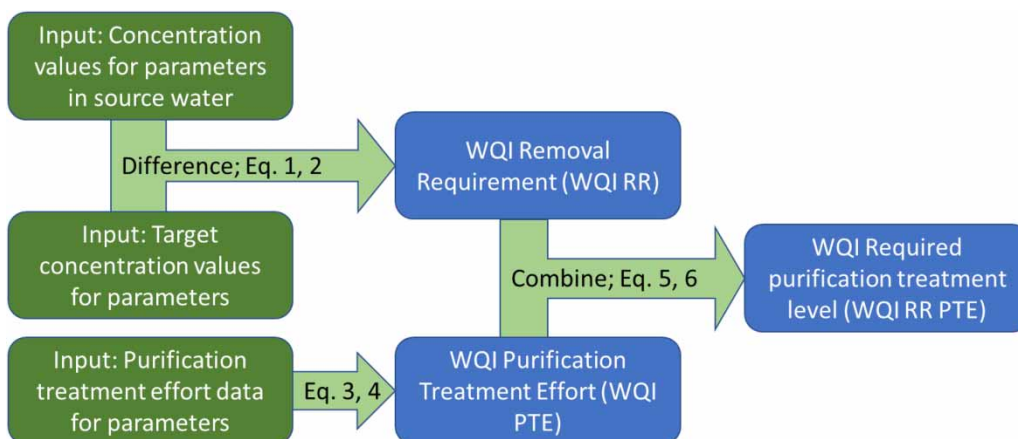 Input: Concentration
values for parameters
in source water
Difference; Eq. 1, 2
WQI Removal
Requirement (WQI RR)
Input: Target
concentration values
for parameters
Combine; Eq. 5, 6
WQI Required
purification treatment
level (WQI RR PTE)
Input: Purification
treatment effort data
for parameters
Eq. 3, 4
WQI Purification
Treatment Effort (WQI
PTE)